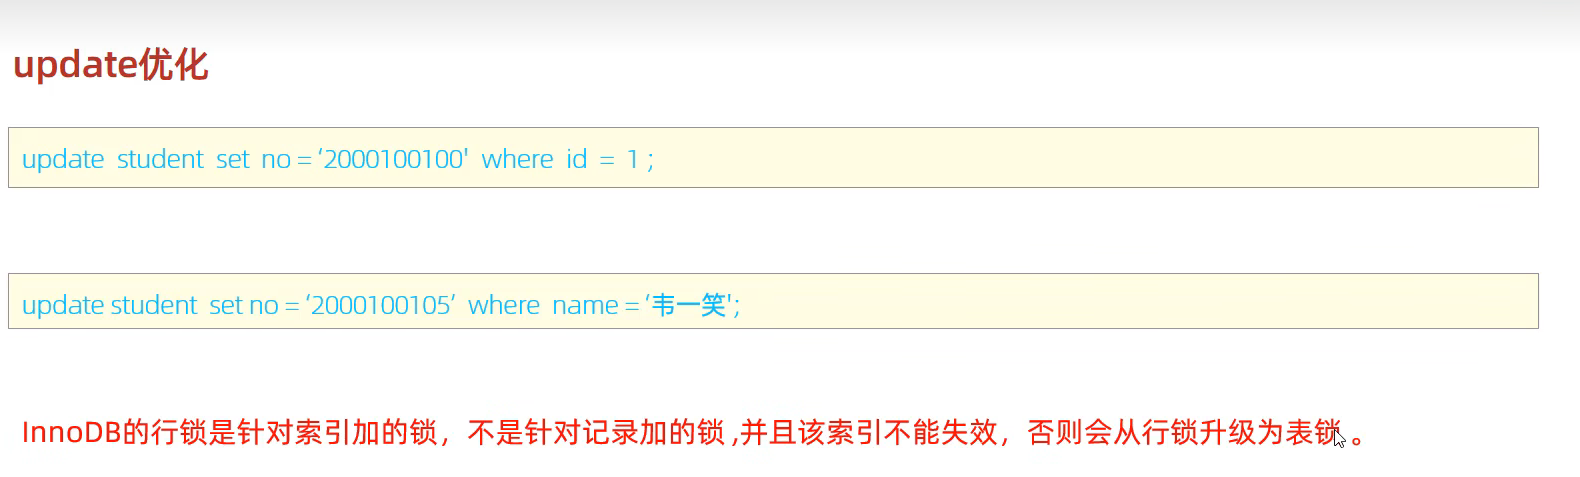 update优化
update student set no = ‘2000100100' where id = 1 ;
update student set no = ‘2000100105’ where name = ‘韦一笑';
InnoDB的行锁是针对索引加的锁，不是针对记录加的锁 ,并且该索引不能失效，否则会从行锁升级为表锁 。